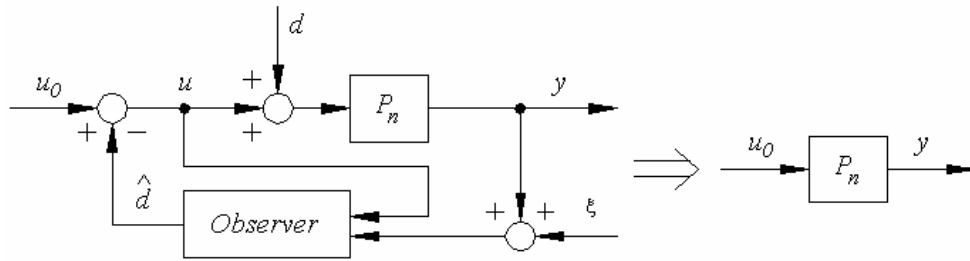 d
u₀
+
−
u
+
+
Pₙ
y
d̂
Observer
+
+
ξ
u₀
Pₙ
y